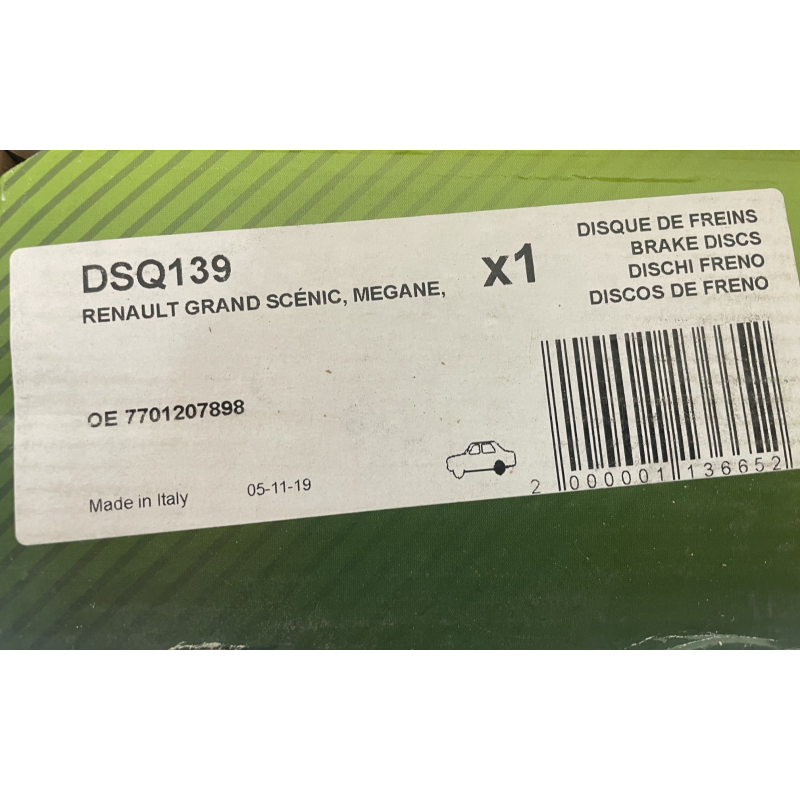 DSQ139
RENAULT GRAND SCÉNIC, MEGANE,
x1
DISQUE DE FREINS
BRAKE DISCS
DISCHI FRENO
DISCOS DE FRENO
OE 7701207898
Made in Italy
05-11-19
2 000001 136652